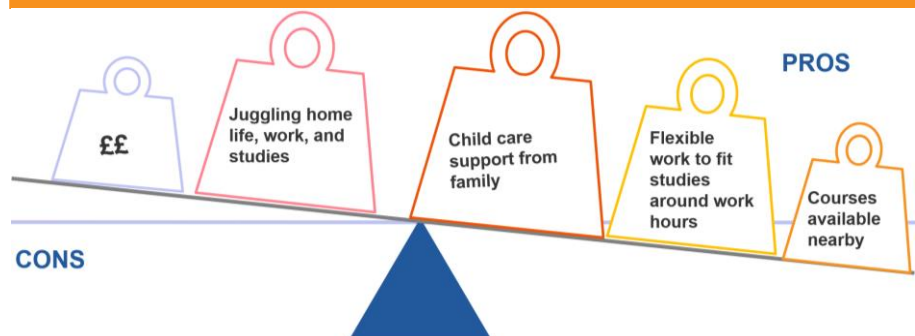 PROS
££
Juggling home
life, work, and
studies
Child care
support from
family
Flexible
work to fit
studies
around work
hours
Courses
available
nearby
CONS